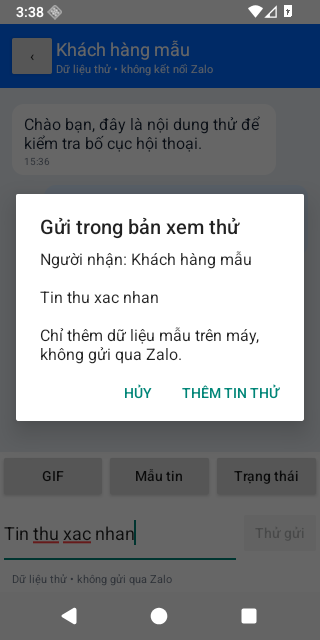 3:38
Khách hàng mẫu
Dữ liệu thử • không kết nối Zalo
Chào bạn, đây là nội dung thử để
kiểm tra bố cục hội thoại.
15:36
Gửi trong bản xem thử
Người nhận: Khách hàng mẫu
Tin thu xac nhan
Chỉ thêm dữ liệu mẫu trên máy,
không gửi qua Zalo.
HỦY THÊM TIN THỬ
GIF Mẫu tin Trạng thái
Tin thu xac nhan Thử gửi
Dữ liệu thử • không gửi qua Zalo